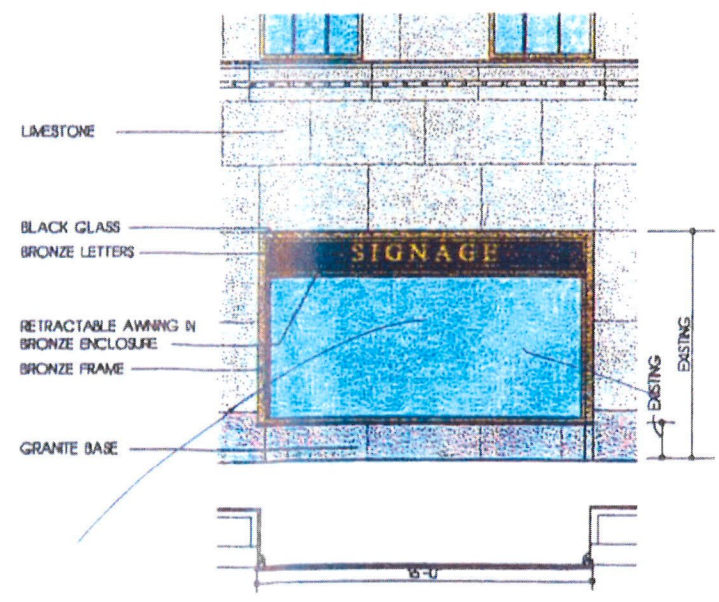 LIMESTONE
BLACK GLASS
BRONZE LETTERS
SIGNAGE
RETRACTABLE AWNING IN
BRONZE ENCLOSURE
BRONZE FRAME
EXISTING
EXISTING
GRANITE BASE